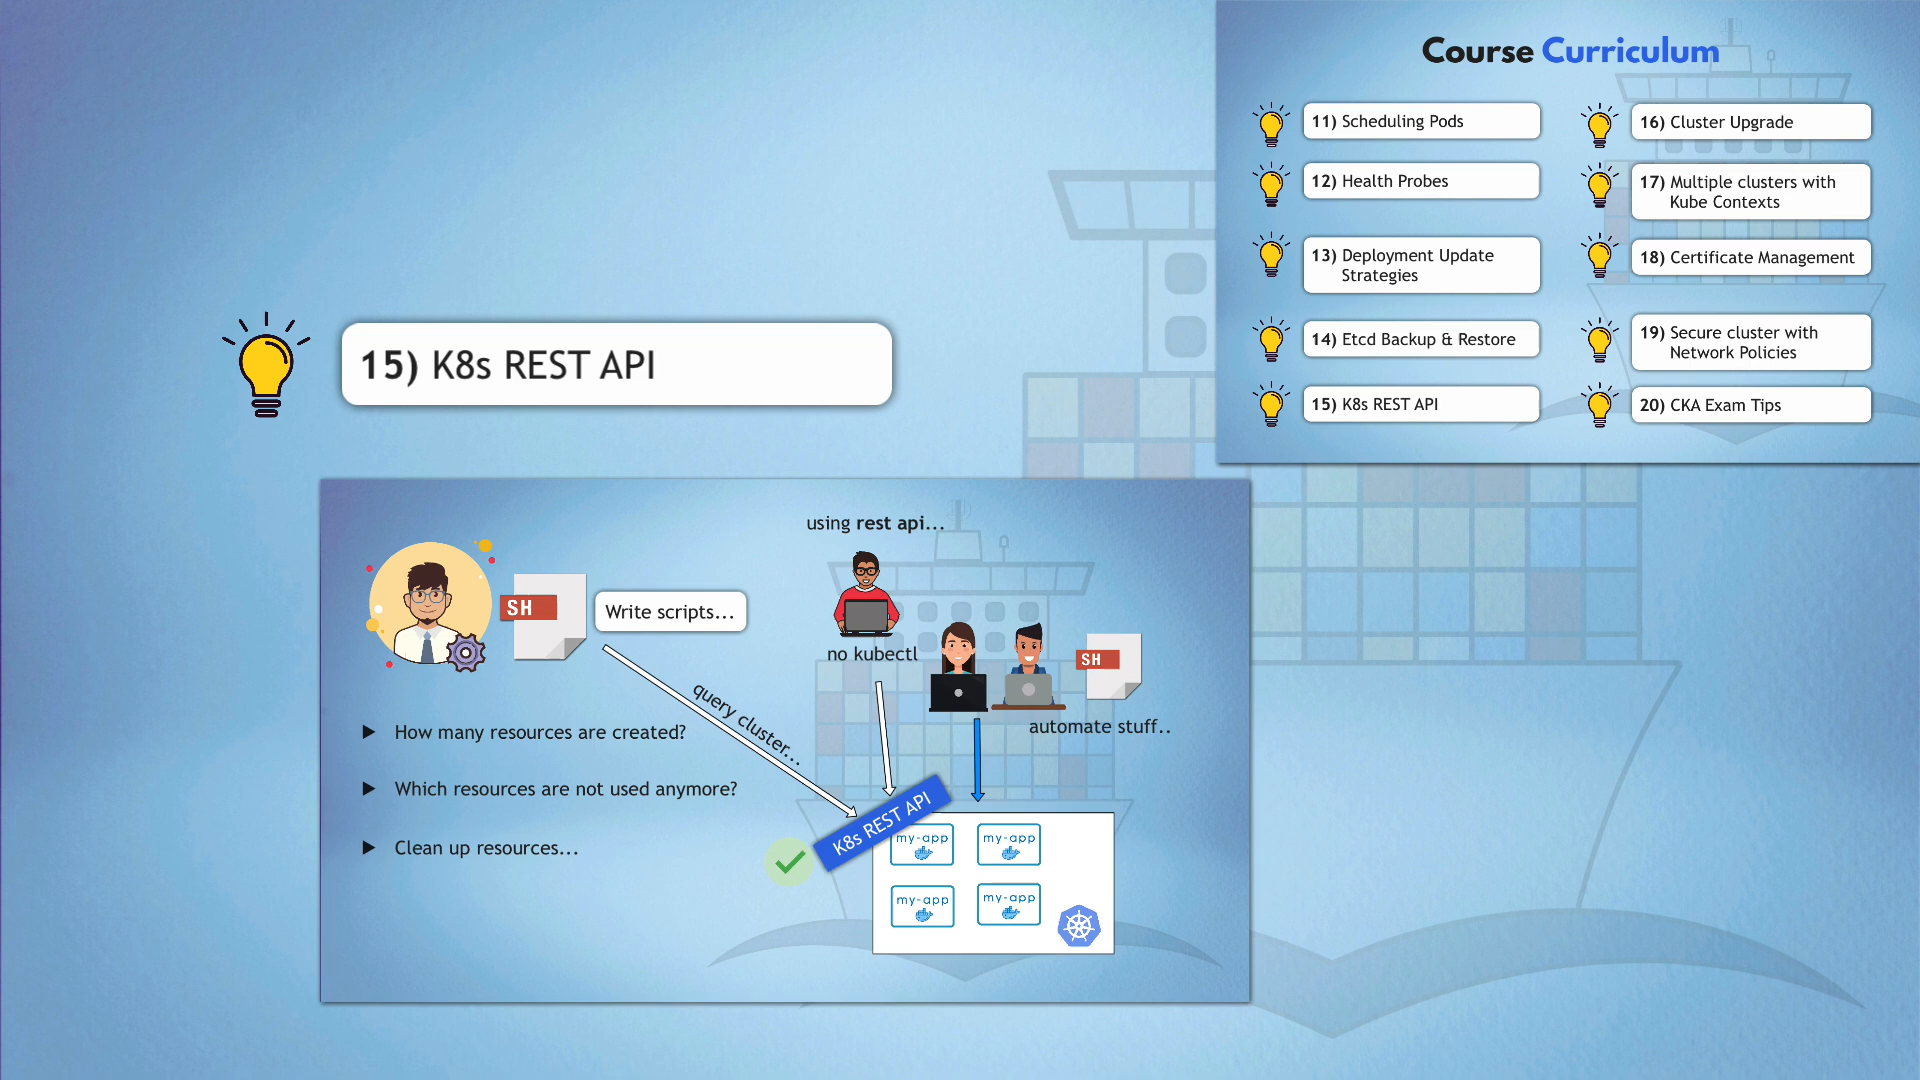 Course Curriculum
11) Scheduling Pods
12) Health Probes
13) Deployment Update
Strategies
14) Etcd Backup & Restore
15) K8s REST API
16) Cluster Upgrade
17) Multiple clusters with
Kube Contexts
18) Certificate Management
19) Secure cluster with
Network Policies
20) CKA Exam Tips
15) K8s REST API
using rest api...
SH
Write scripts...
no kubectl
SH
automate stuff..
query cluster...
How many resources are created?
Which resources are not used anymore?
Clean up resources...
K8s REST API
my-app
my-app
my-app
my-app